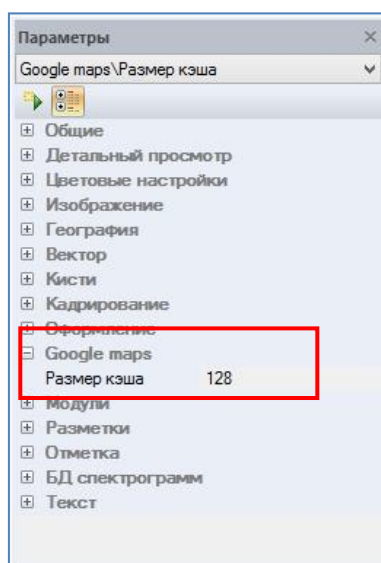 Параметры
Google maps\Размер кэша
Общие
Детальный просмотр
Цветовые настройки
Изображение
География
Вектор
Кисти
Кадрирование
Оформление
Google maps
Размер кэша 128
Модули
Разметки
Отметка
БД спектрограмм
Текст